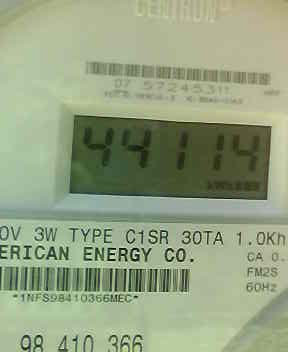 CENTRON
07 57245311
44114
0V 3W TYPE C1SR 30TA 1.0Kh
ERICAN ENERGY CO. CA 0.
FM2S
*1NFS98410366MEC* 60Hz
98 410 366